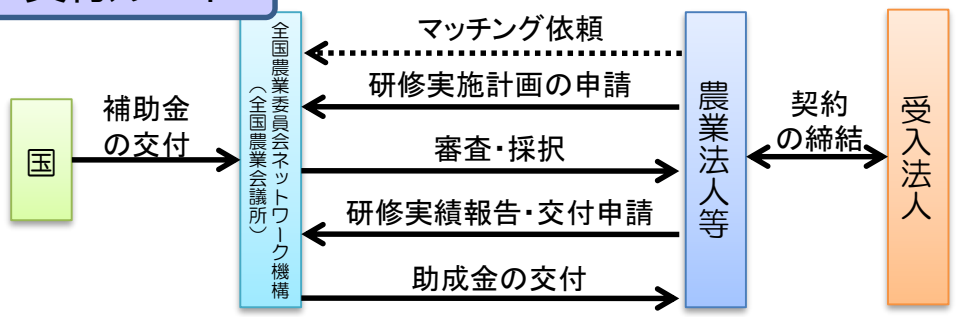 国
補助金
の交付
全国農業委員会ネットワーク機構
（全国農業会議所）
マッチング依頼
研修実施計画の申請
審査・採択
研修実績報告・交付申請
助成金の交付
農業法人等
契約
の締結
受入法人